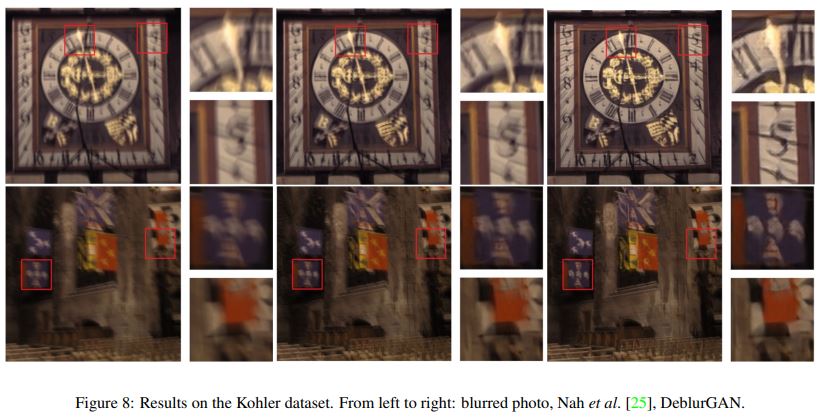 Figure 8: Results on the Kohler dataset. From left to right: blurred photo, Nah et al. [25], DeblurGAN.